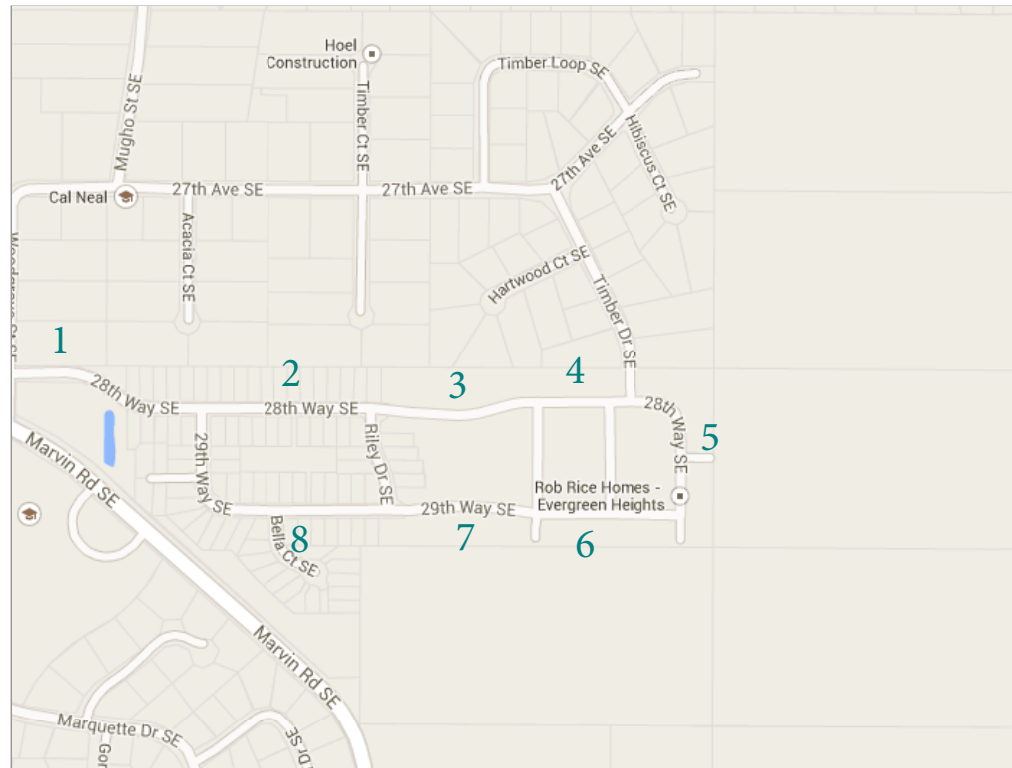 Hoel
Construction
Timber Loop SE
Mugho St SE
Timber Ct SE
Hibiscus Ct SE
27th Ave SE
27th Ave SE
27th Ave SE
Cal Neal
Acacia Ct SE
Hartwood Ct SE
Timber Dr SE
1
2
3
4
28th Way SE
28th Way SE
28th Way SE
5
Riley Dr SE
29th Way SE
Marvin Rd SE
Rob Rice Homes -
Evergreen Heights
29th Way SE
6
7
8
Bella Ct SE
Marvin Rd SE
Marquette Dr SE
Dr SE